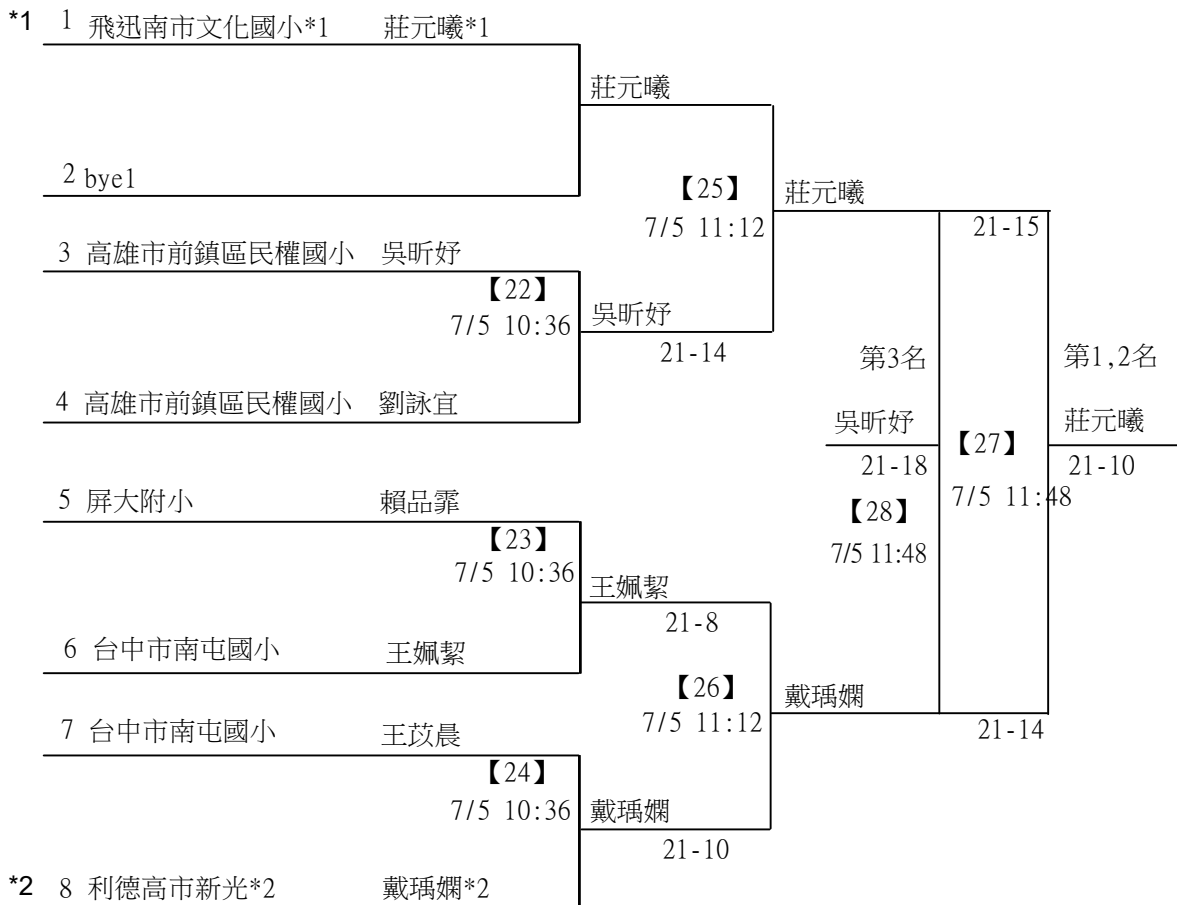 *1 1 飛迅南市文化國小*1 莊元曦*1
莊元曦
2 bye1
【25】
莊元曦
7/5 11:12
21-15
3 高雄市前鎮區民權國小 吳昕妤
【22】
7/5 10:36
吳昕妤
21-14
第3名
第1,2名
4 高雄市前鎮區民權國小 劉詠宜
吳昕妤
【27】
莊元曦
21-18
21-10
5 屏大附小 賴品霏
7/5 11:48
【28】
【23】
7/5 11:48
7/5 10:36
王姵絜
21-8
6 台中市南屯國小 王姵絜
【26】
戴瑀嫻
7/5 11:12
21-14
7 台中市南屯國小 王苡晨
【24】
7/5 10:36
戴瑀嫻
21-10
*2 8 利德高市新光*2 戴瑀嫻*2